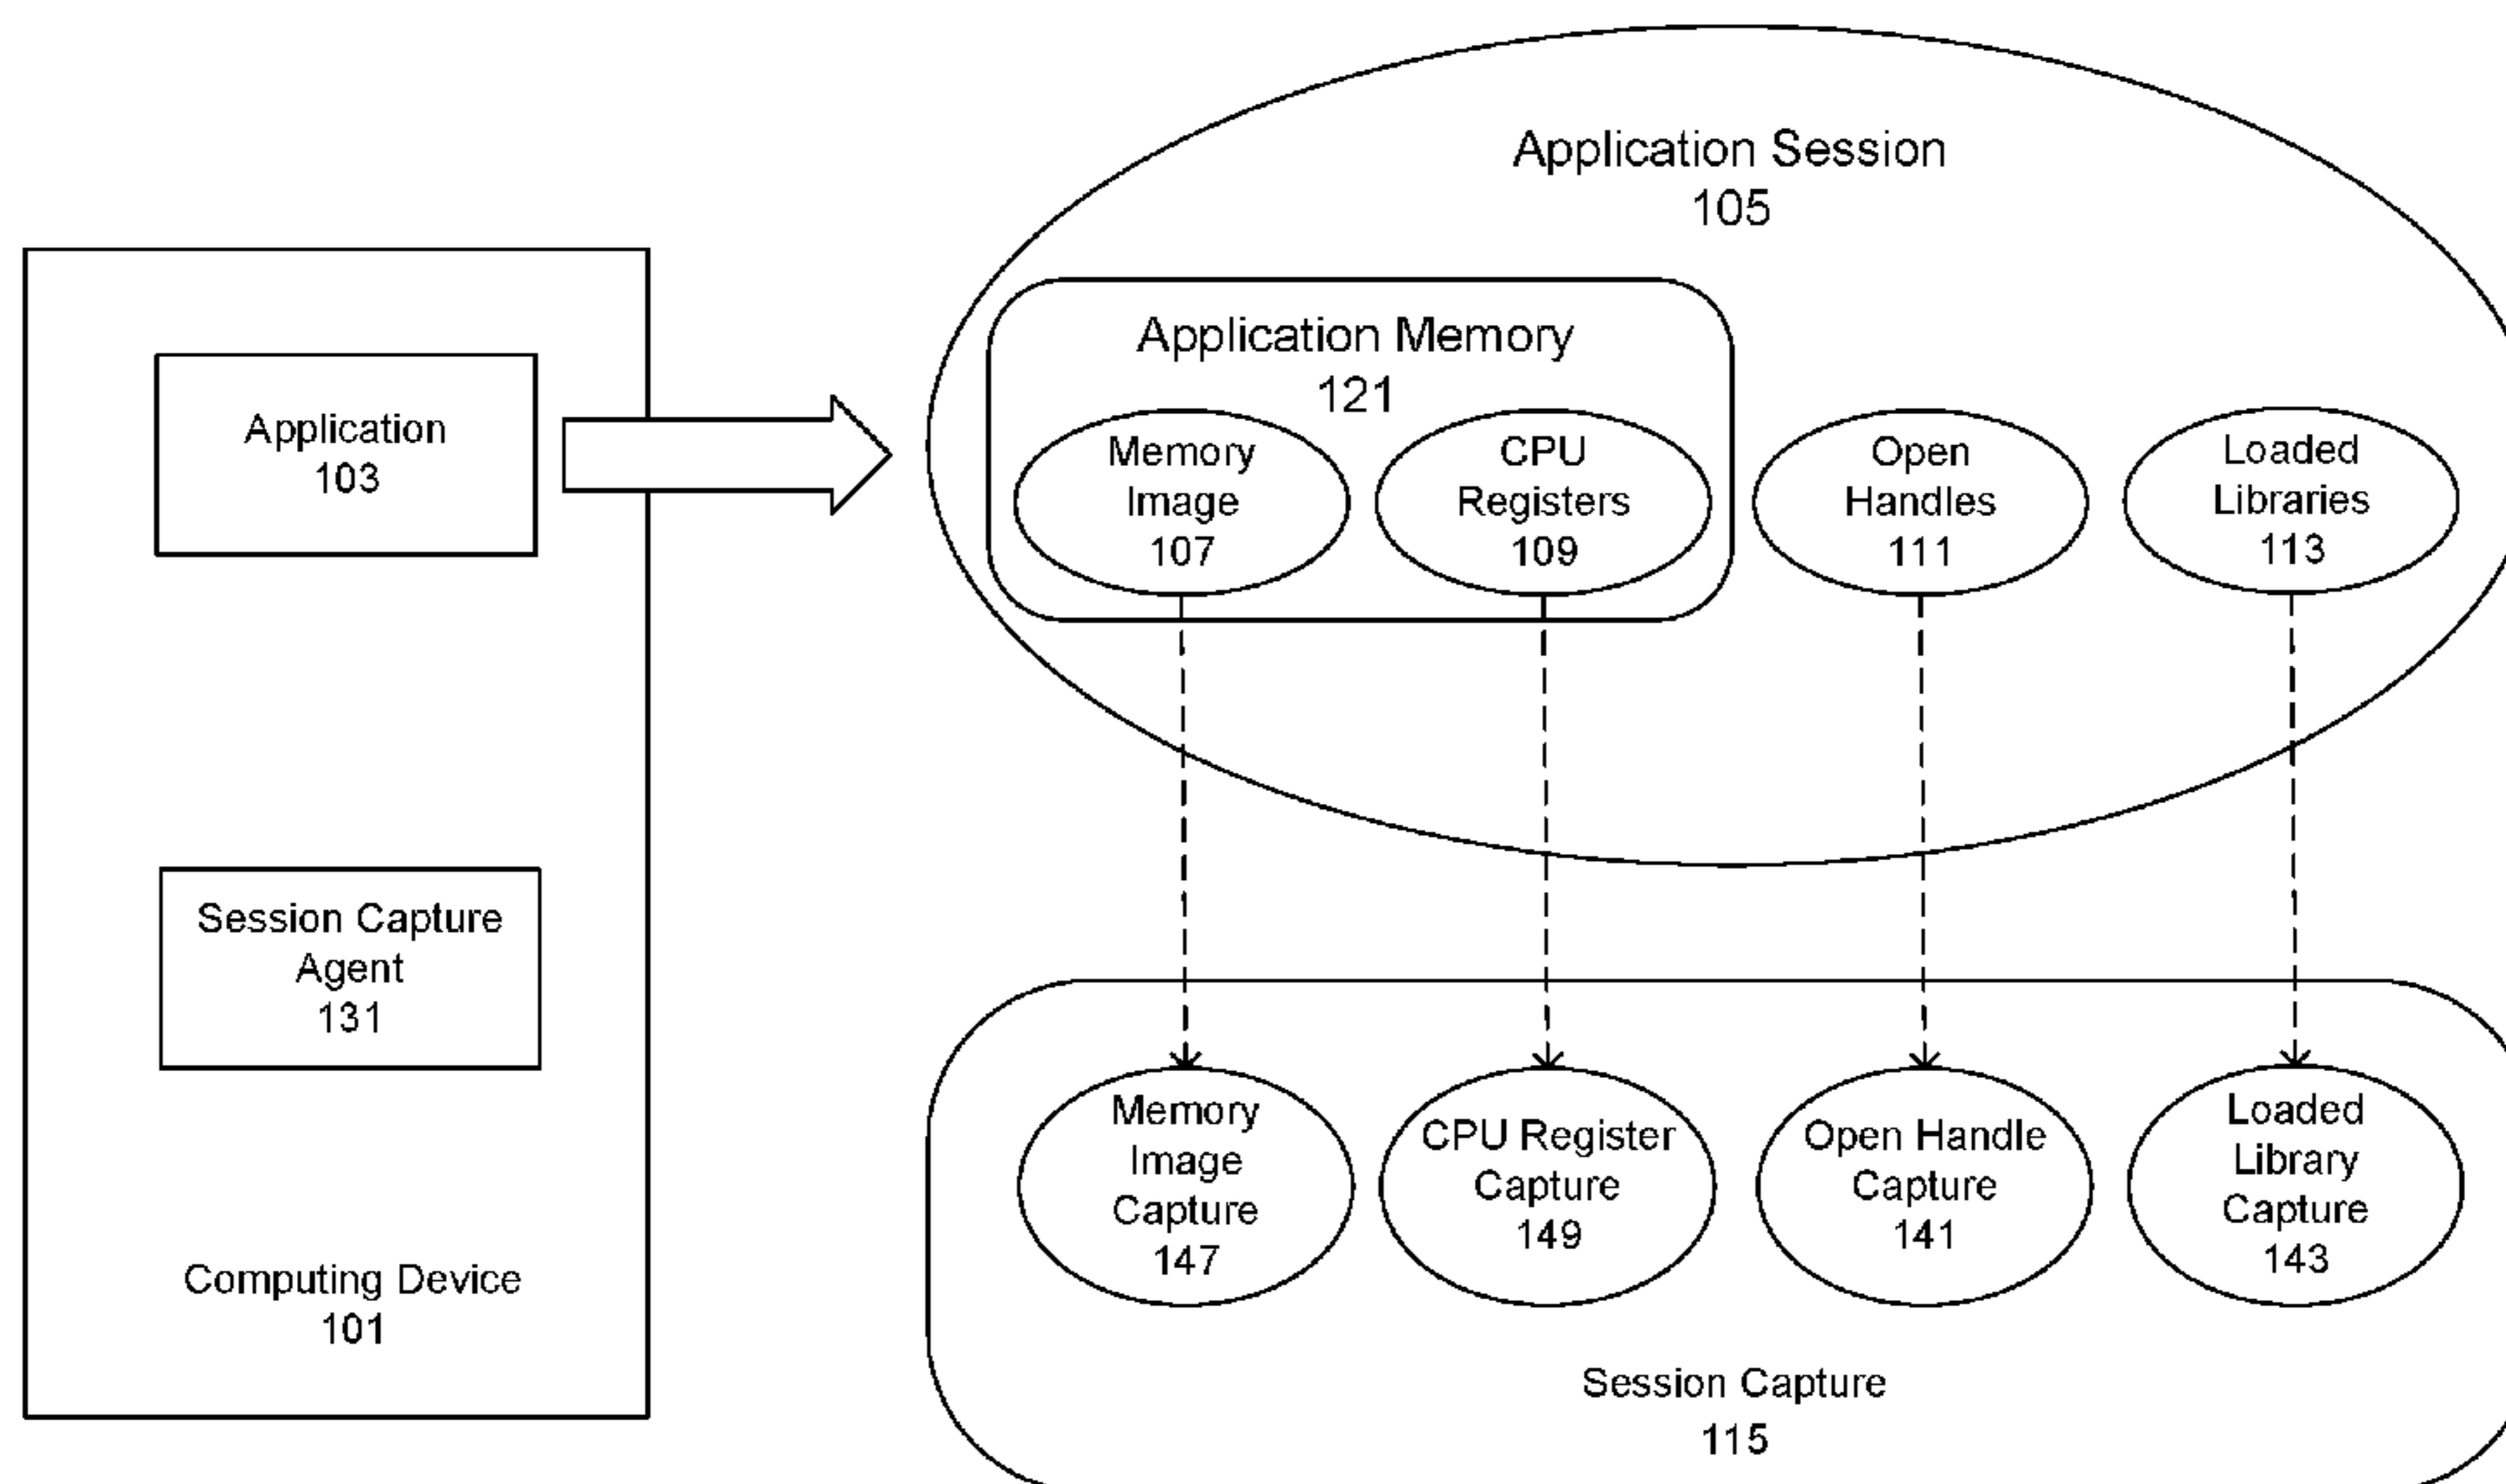 Application Session
105
Application Memory
121
Application
103
Memory
Image
107
CPU
Registers
109
Open
Handles
111
Loaded
Libraries
113
Session Capture
Agent
131
Computing Device
101
Memory
Image
Capture
147
CPU Register
Capture
149
Open Handle
Capture
141
Loaded
Library
Capture
143
Session Capture
115